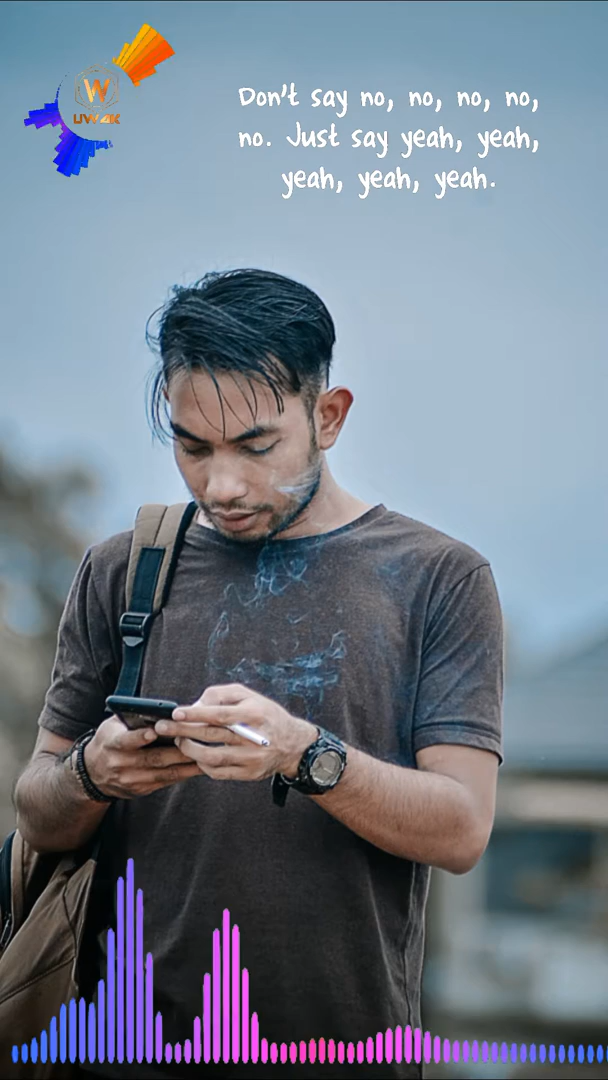 W
UWAK
Don't say no, no, no, no,
no. Just say yeah, yeah,
yeah, yeah, yeah.